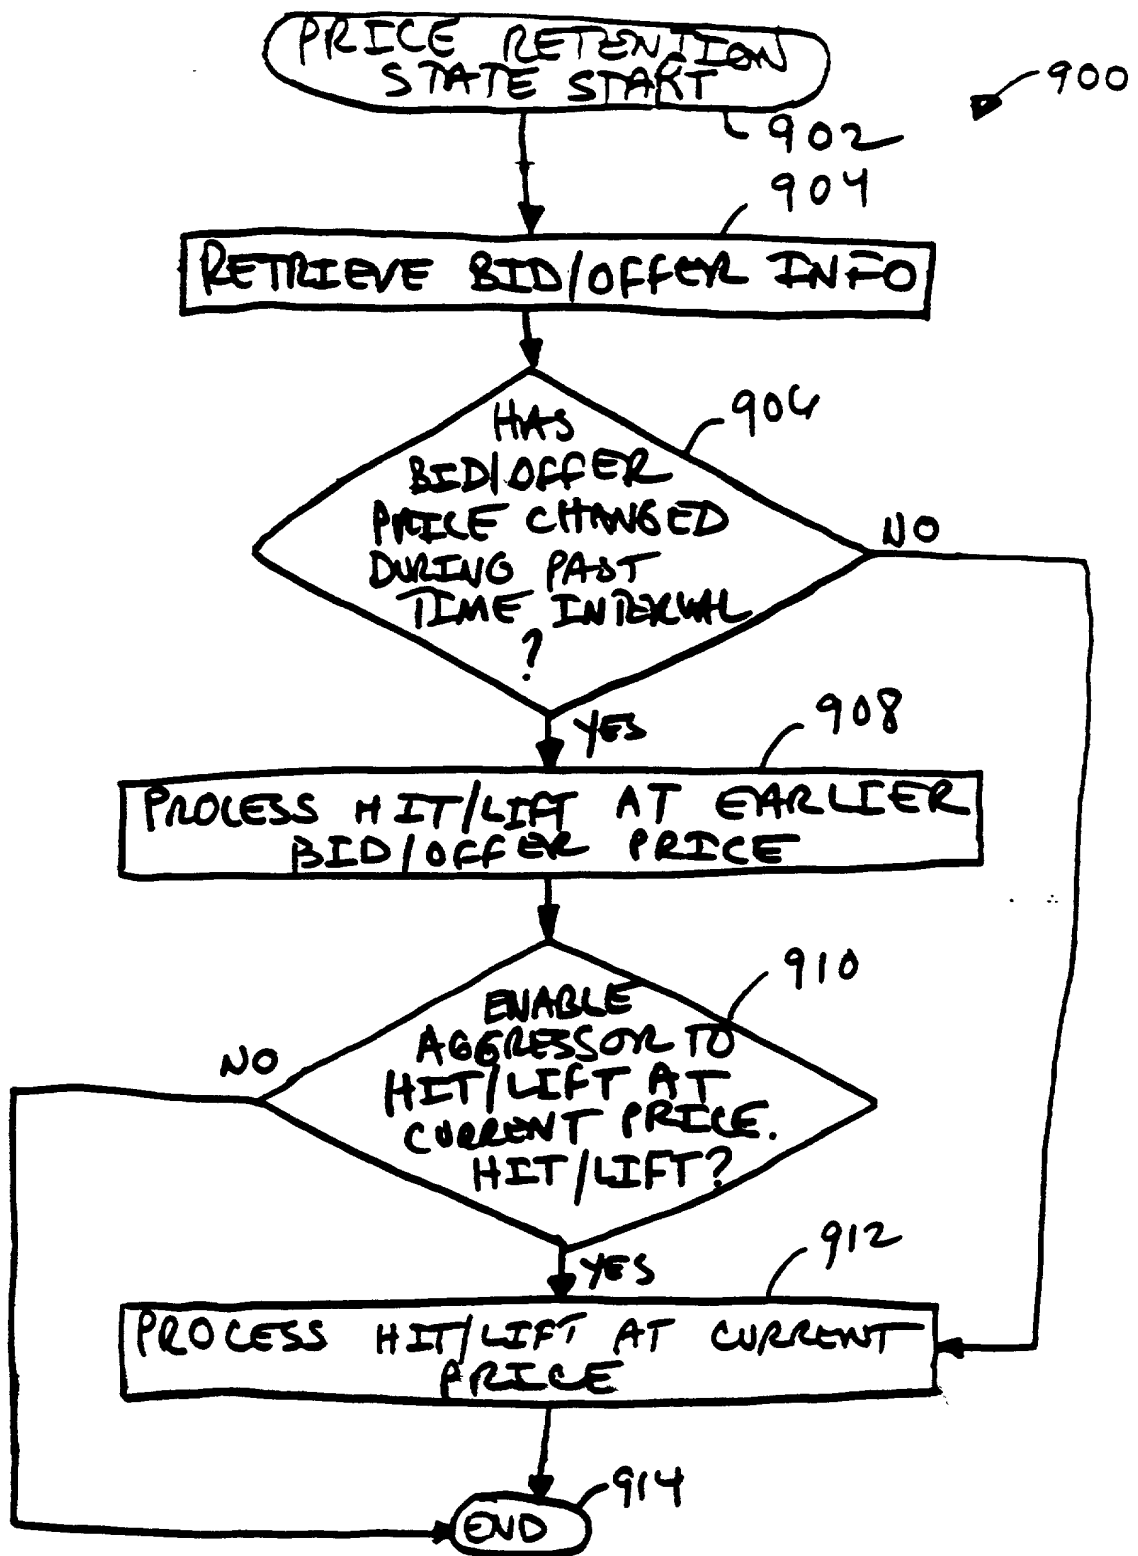 PRICE RETENTION
STATE START
900
902
904
RETRIEVE BID/OFFER INFO
906
HAS
BID/OFFER
PRICE CHANGED
DURING PAST
TIME INTERVAL
?
NO
YES
908
PROCESS HIT/LIFT AT EARLIER
BID/OFFER PRICE
910
ENABLE
AGGRESSOR TO
HIT/LIFT AT
CURRENT PRICE.
HIT/LIFT?
NO
YES
912
PROCESS HIT/LIFT AT CURRENT
PRICE
914
END